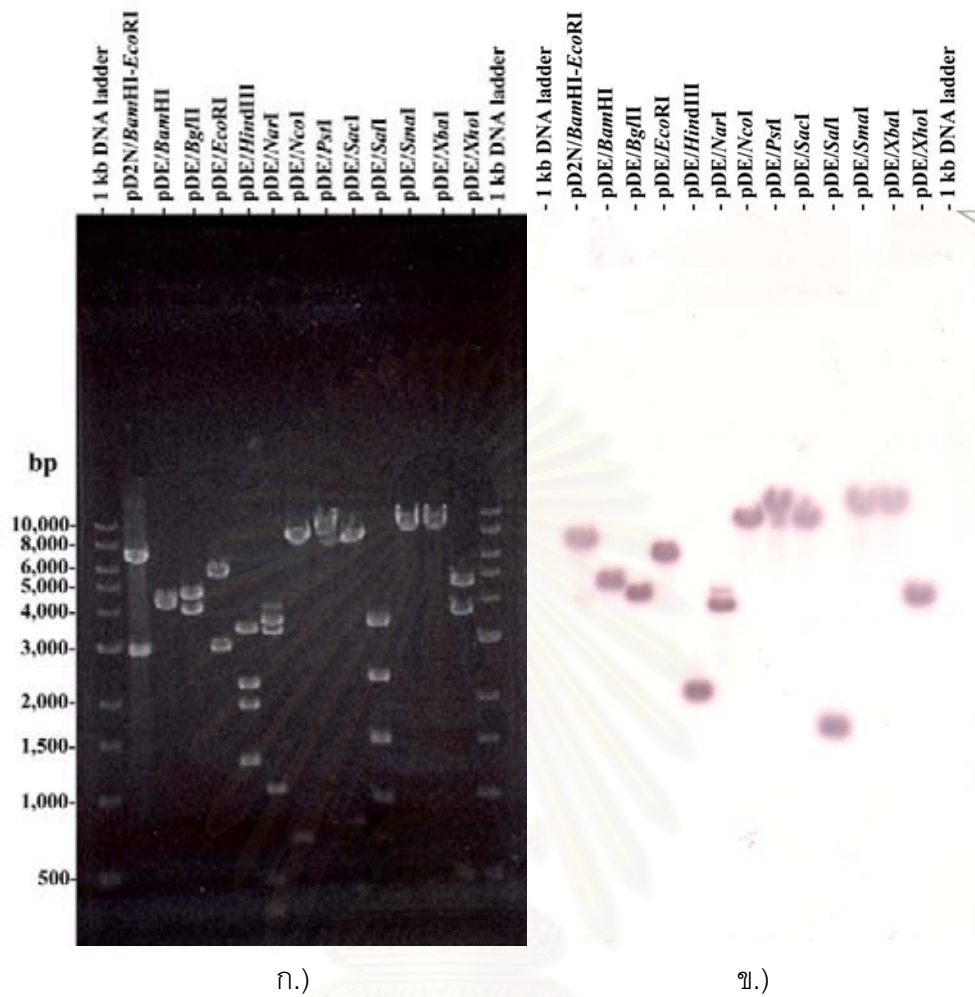 - 1 kb DNA ladder
- pD2N/BamHI-EcoRI
- pDE/BamHI
- pDE/BglII
- pDE/EcoRI
- pDE/HindIII
- pDE/NarI
- pDE/NcoI
- pDE/PstI
- pDE/SacI
- pDE/SalI
- pDE/SmaI
- pDE/XbaI
- pDE/XhoI
- 1 kb DNA ladder
- 1 kb DNA ladder
- pD2N/BamHI-EcoRI
- pDE/BamHI
- pDE/BglII
- pDE/EcoRI
- pDE/HindIII
- pDE/NarI
- pDE/NcoI
- pDE/PstI
- pDE/SacI
- pDE/SalI
- pDE/SmaI
- pDE/XbaI
- pDE/XhoI
- 1 kb DNA ladder
bp
10,000-
8,000-
6,000-
5,000-
4,000-
3,000-
2,000-
1,500-
1,000-
500-
ก.)
ข.)